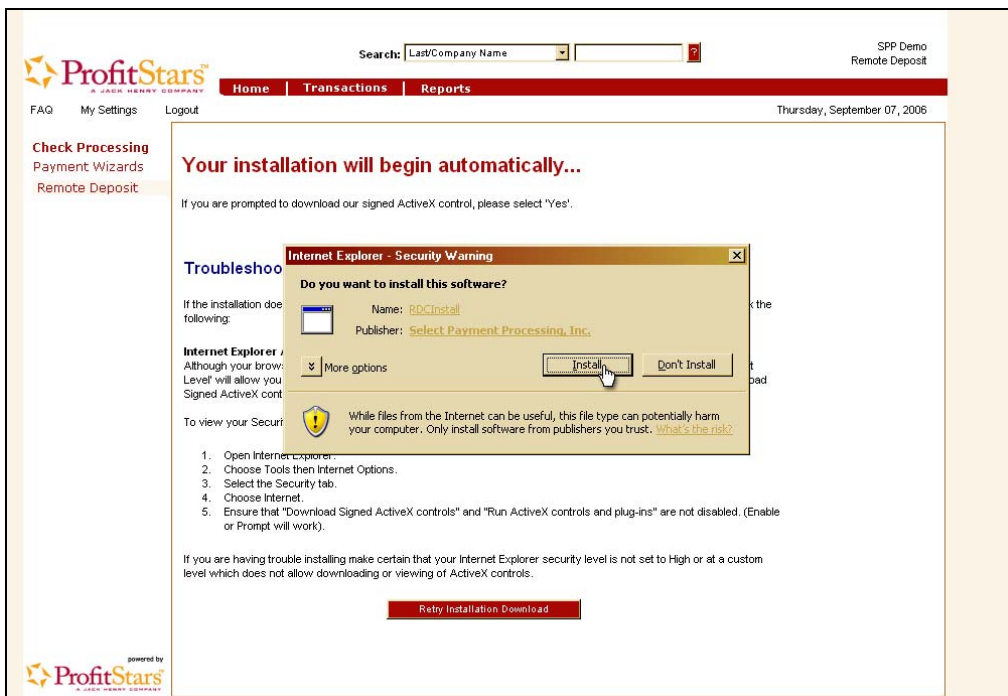 Search: Last/Company Name ?
SPP Demo
Remote Deposit
ProfitStars™
A JACK HENRY COMPANY
Home | Transactions | Reports
FAQ My Settings Logout Thursday, September 07, 2006
Check Processing
Payment Wizards
Remote Deposit
Your installation will begin automatically...
If you are prompted to download our signed ActiveX control, please select 'Yes'.
Troubleshoo
If the installation doe
k the
following:
Internet Explorer
Although your brow
Level' will allow you
Signed ActiveX cont
To view your Securi
Internet Explorer - Security Warning
Do you want to install this software?
Name: RDCInstall
Publisher: Select Payment Processing, Inc.
More options Install Don't Install
While files from the Internet can be useful, this file type can potentially harm
your computer. Only install software from publishers you trust. What's the risk?
1. Open Internet Explorer.
2. Choose Tools then Internet Options.
3. Select the Security tab.
4. Choose Internet.
5. Ensure that "Download Signed ActiveX controls" and "Run ActiveX controls and plug-ins" are not disabled. (Enable
or Prompt will work).
If you are having trouble installing make certain that your Internet Explorer security level is not set to High or at a custom
level which does not allow downloading or viewing of ActiveX controls.
Retry Installation Download
powered by
ProfitStars
A JACK HENRY COMPANY